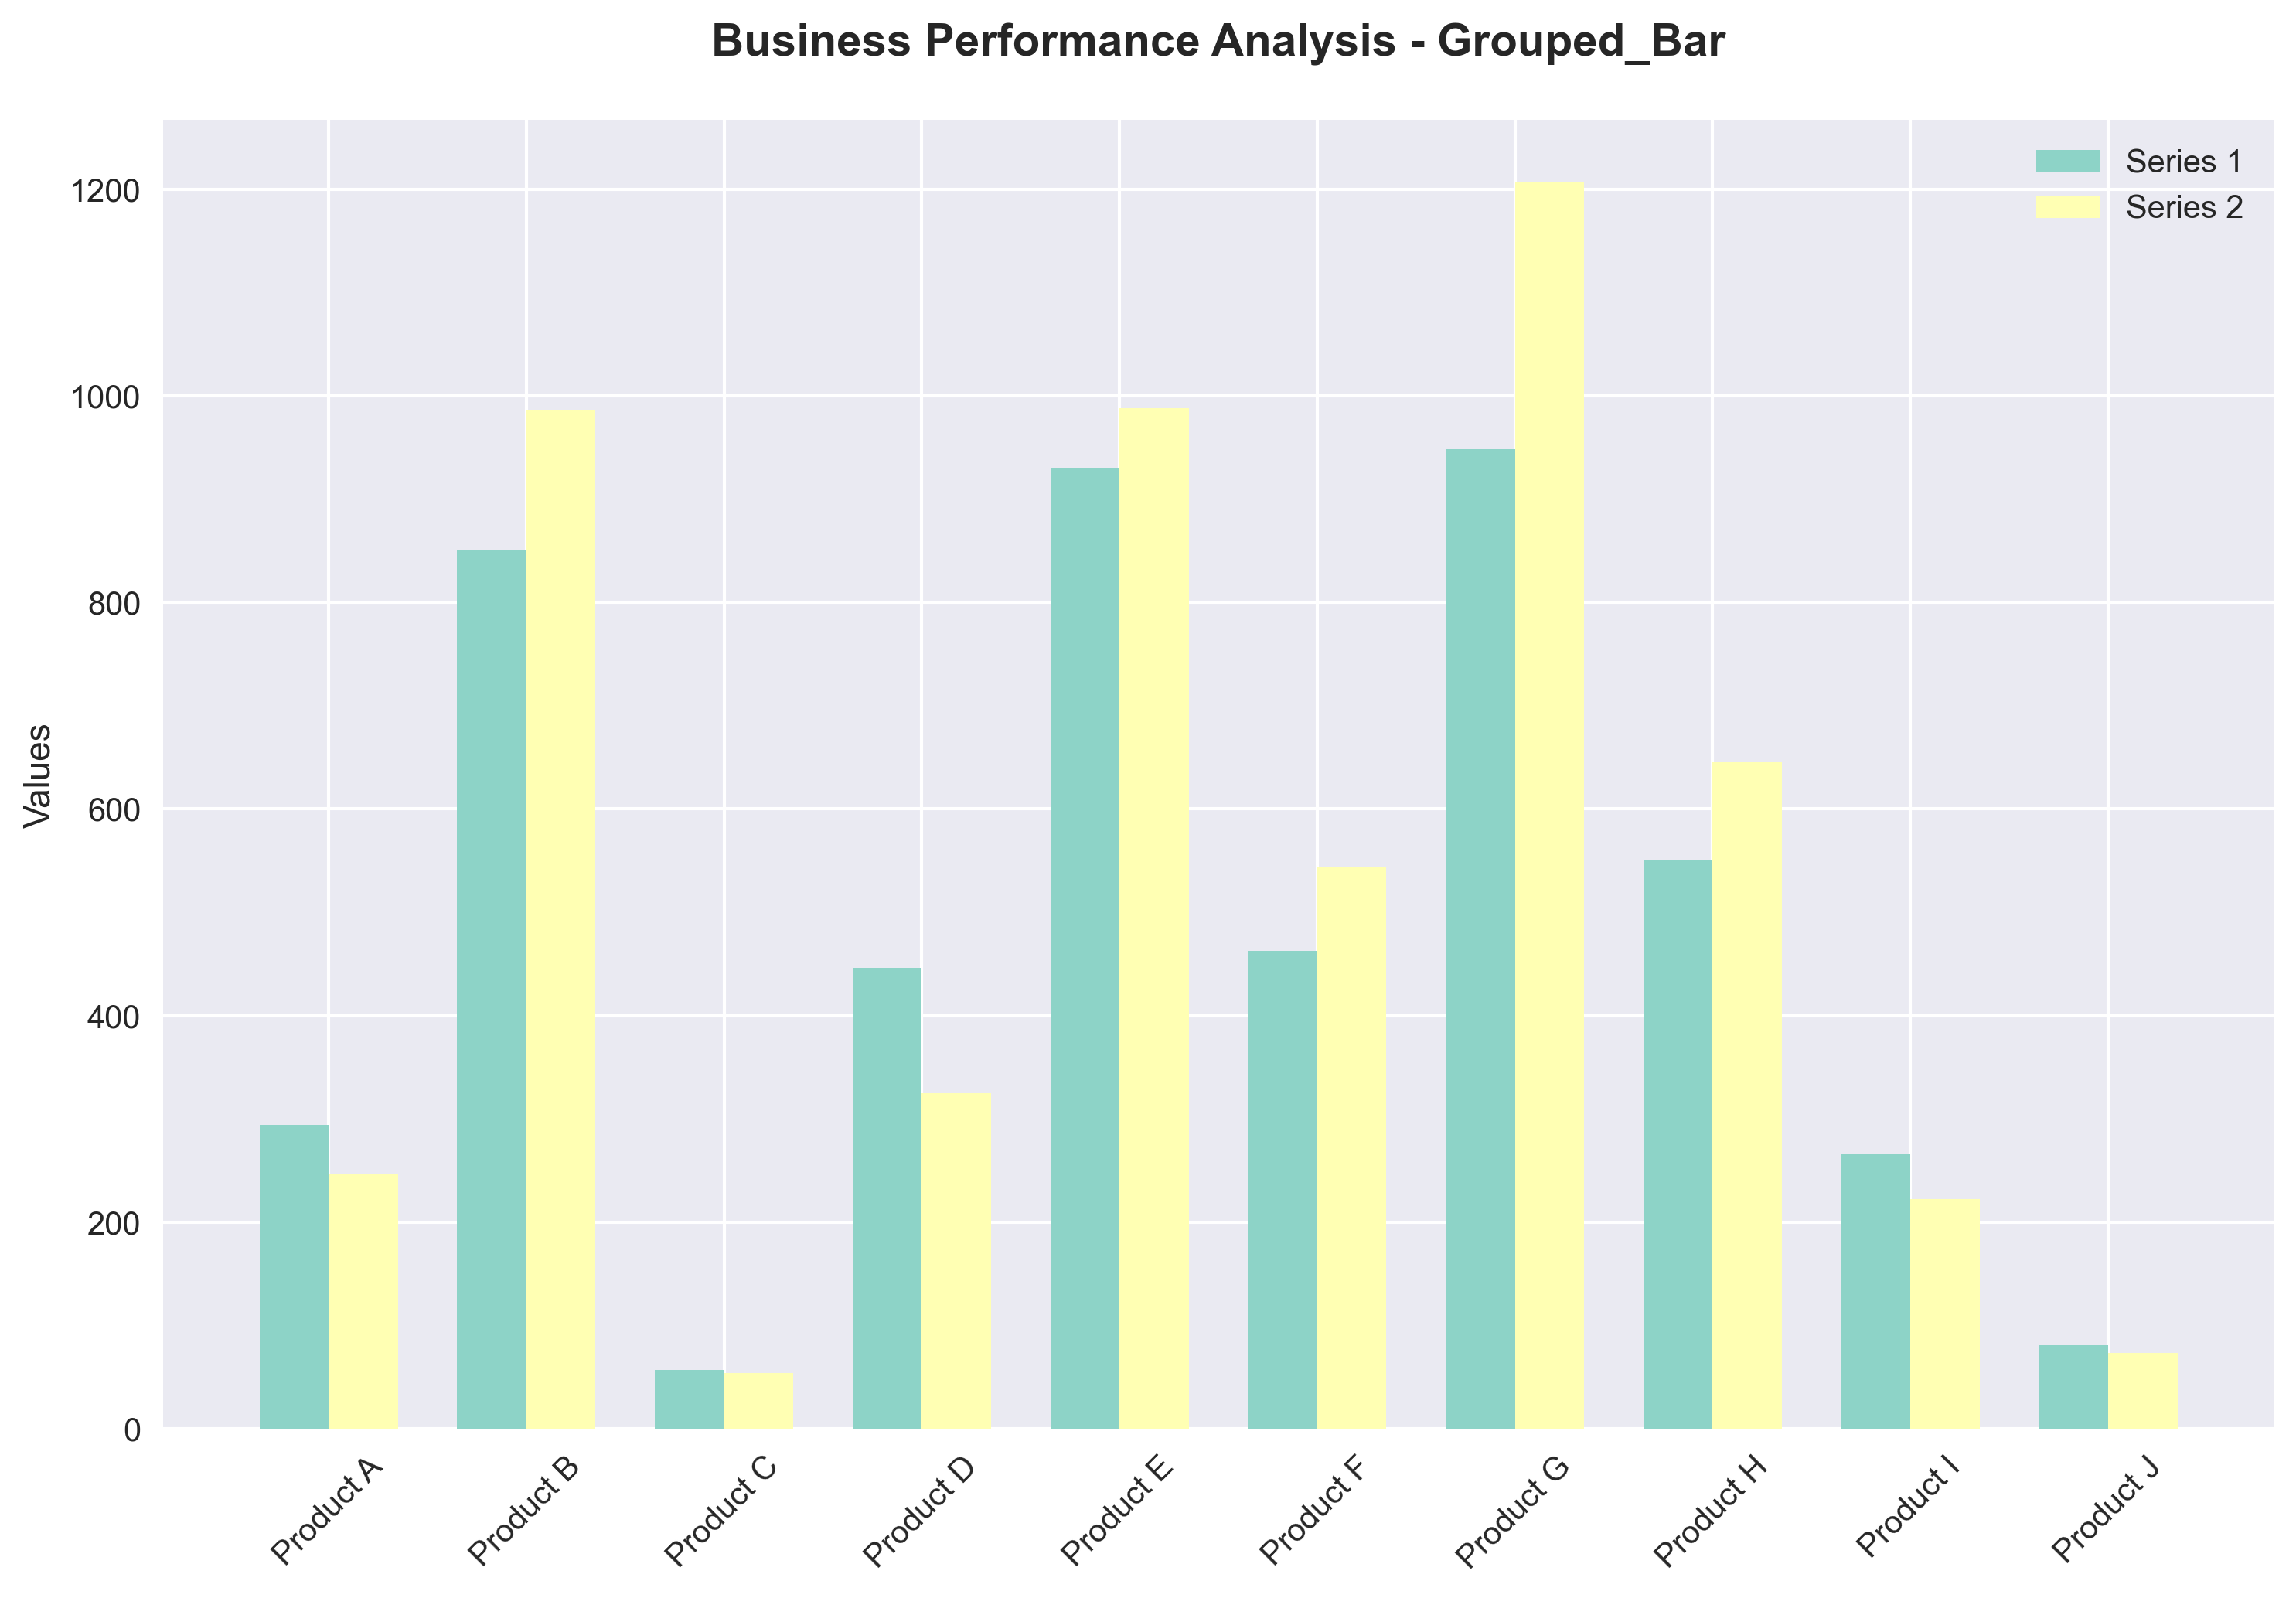 Business Performance Analysis - Grouped_Bar
Series 1
Series 2
1200
1000
800
600
400
200
0
Values
Product A
Product B
Product C
Product D
Product E
Product F
Product G
Product H
Product I
Product J